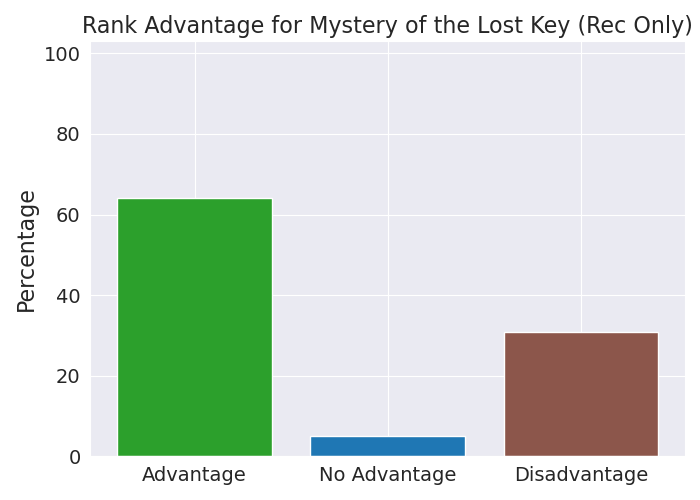 Rank Advantage for Mystery of the Lost Key (Rec Only)
100
80
60
40
20
0
Percentage
Advantage
No Advantage
Disadvantage